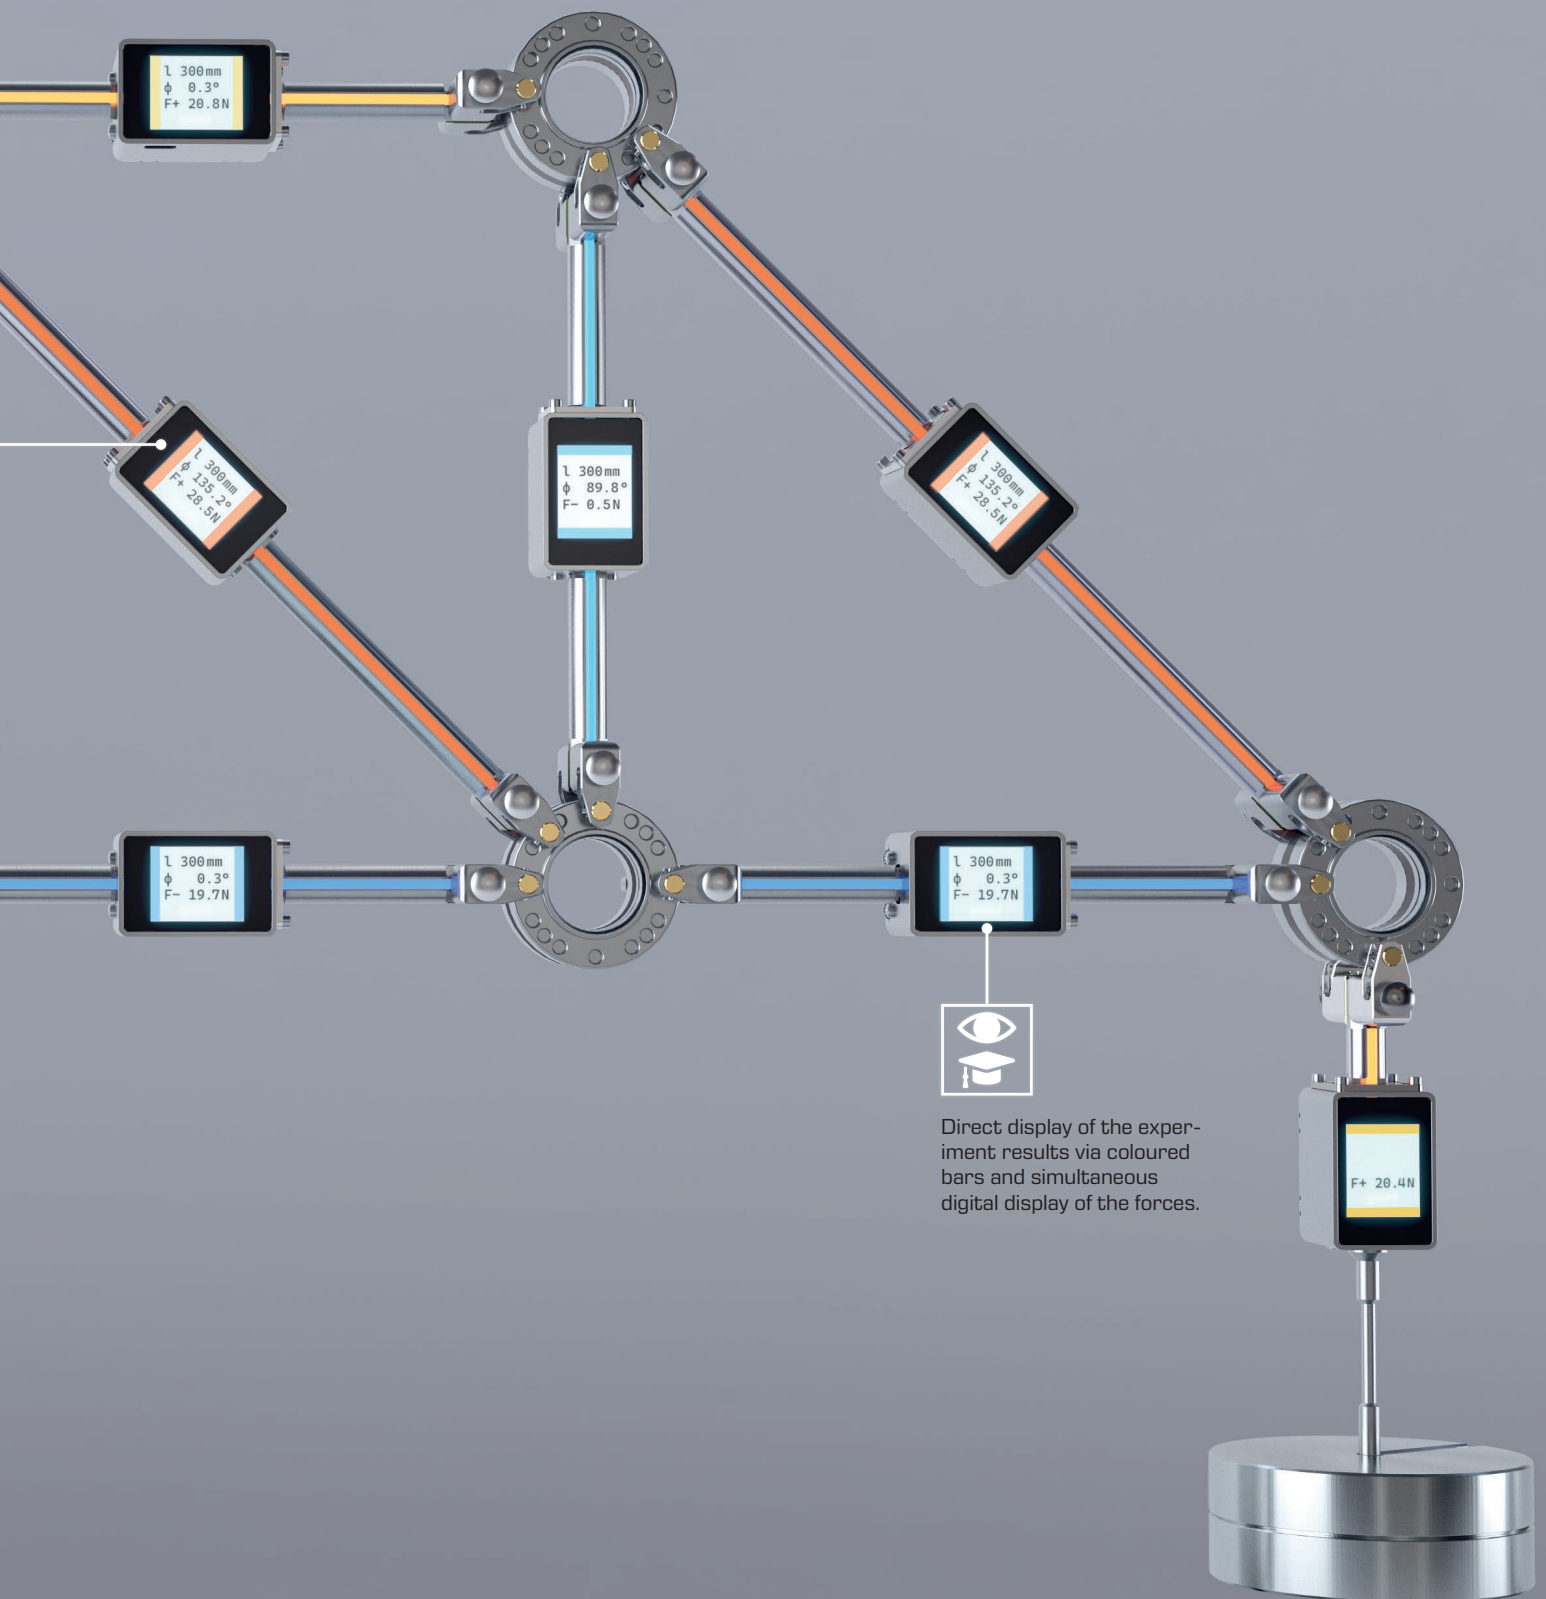 l 300mm
ϕ 0.3°
F+ 20.8N
l 300mm
ϕ 135.2°
F+ 28.5N
l 300mm
ϕ 89.8°
F- 0.5N
l 300mm
ϕ 135.2°
F+ 28.5N
l 300mm
ϕ 0.3°
F- 19.7N
l 300mm
ϕ 0.3°
F- 19.7N
Direct display of the exper-
iment results via coloured
bars and simultaneous
digital display of the forces.
F+ 20.4N